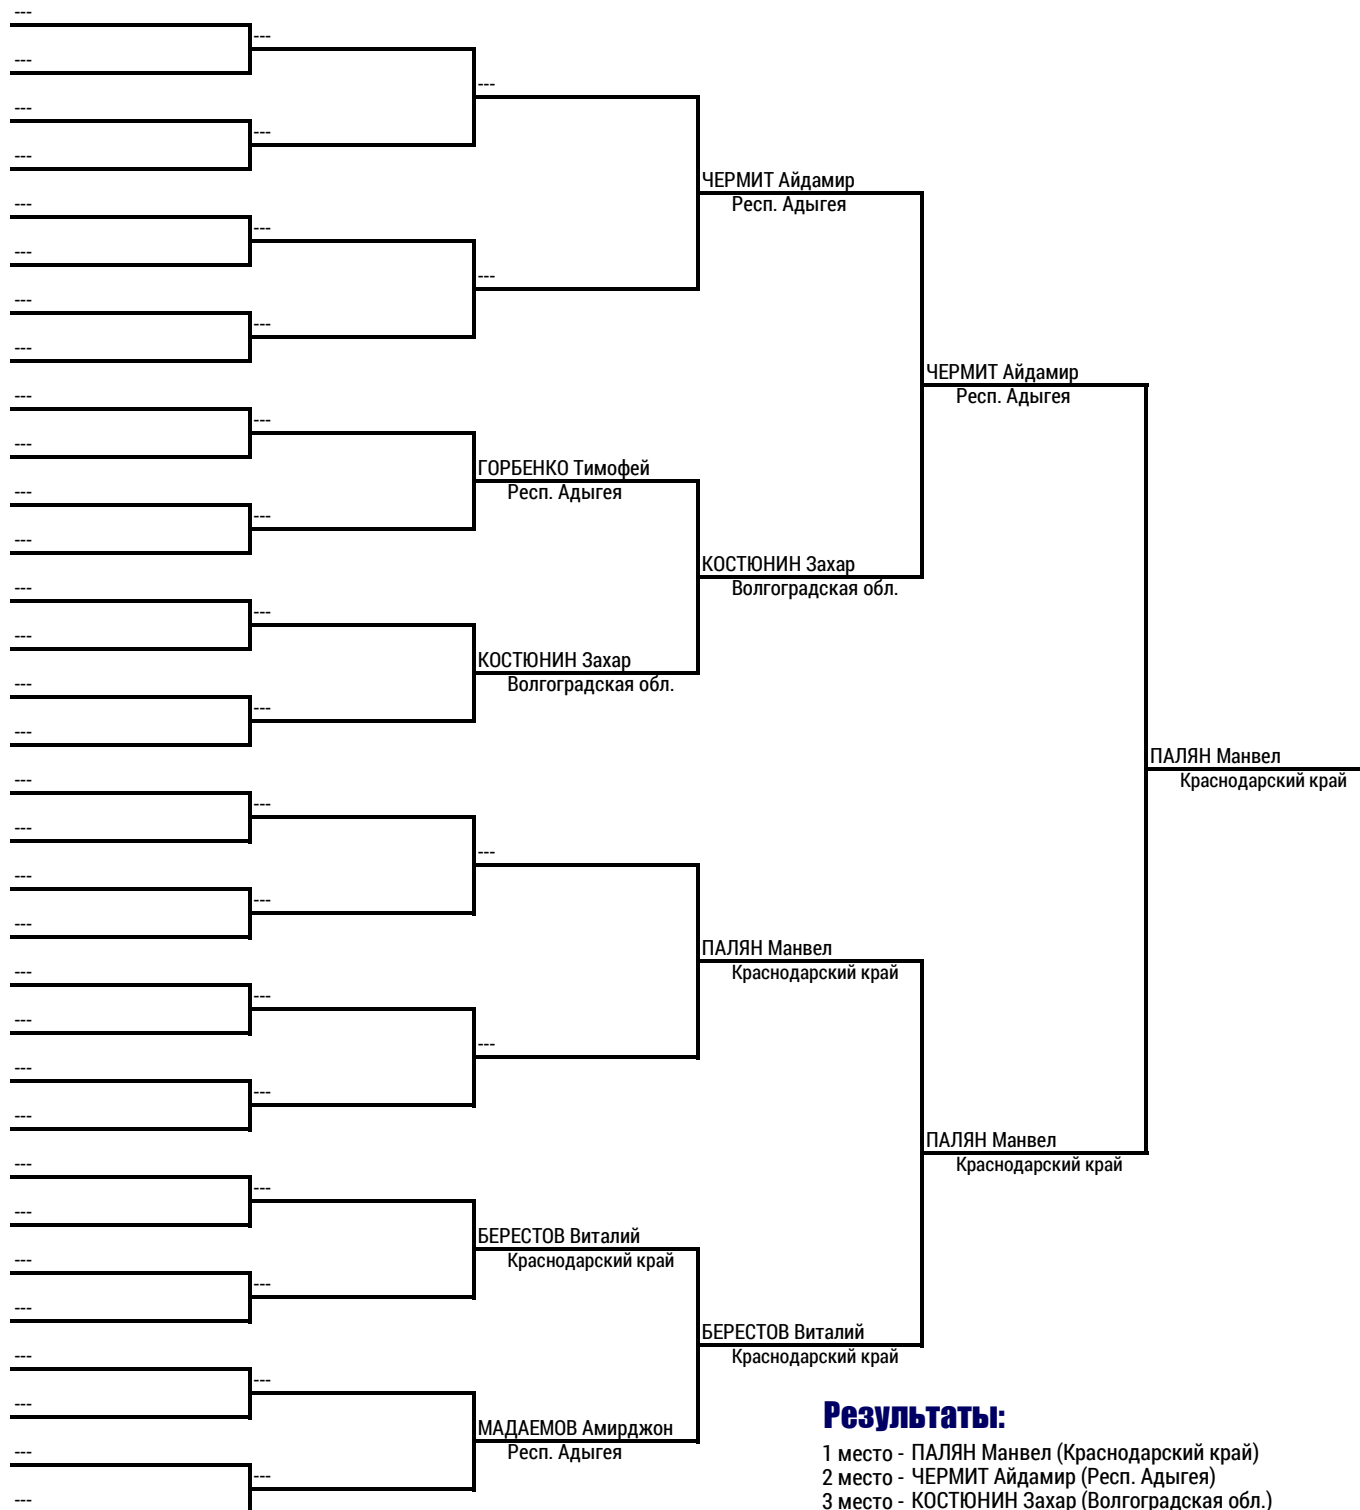 ---
---
---
---
---
---
---
---
---
---
ЧЕРМИТ Айдамир
Респ. Адыгея
---
---
---
---
---
---
---
ЧЕРМИТ Айдамир
Респ. Адыгея
---
---
---
ГОРБЕНКО Тимофей
Респ. Адыгея
---
---
---
КОСТЮНИН Захар
Волгоградская обл.
---
---
---
КОСТЮНИН Захар
Волгоградская обл.
---
---
---
ПАЛЯН Манвел
Краснодарский край
---
---
---
---
---
---
---
ПАЛЯН Манвел
Краснодарский край
---
---
---
---
---
---
---
ПАЛЯН Манвел
Краснодарский край
---
---
---
БЕРЕСТОВ Виталий
Краснодарский край
---
---
---
БЕРЕСТОВ Виталий
Краснодарский край
---
---
---
МАДАЕМОВ Амирджон
Респ. Адыгея
---
---
---
Результаты:
1 место - ПАЛЯН Манвел (Краснодарский край)
2 место - ЧЕРМИТ Айдамир (Респ. Адыгея)
3 место - КОСТЮНИН Захар (Волгоградская обл.)